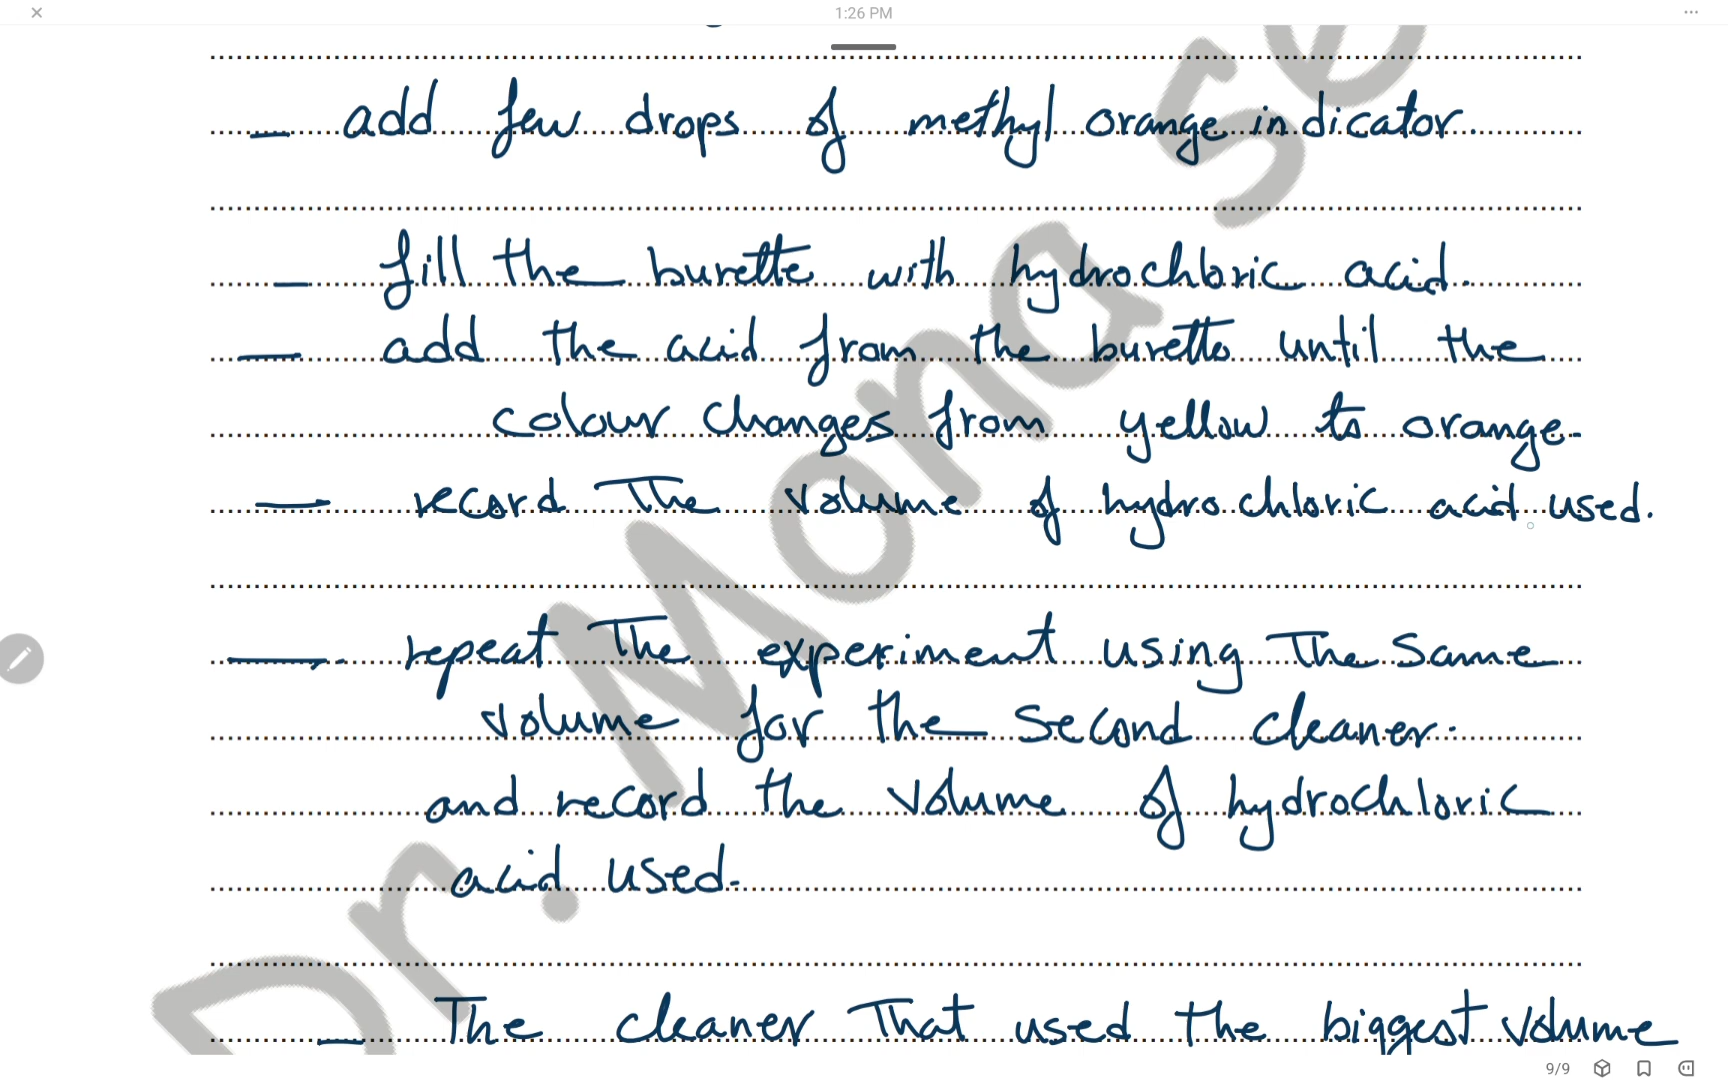 1:26 PM
– add few drops of methyl orange indicator.
– fill the burette with hydrochloric acid.
– add the acid from the burette until the
colour changes from yellow to orange.
– record The volume of hydrochloric acid used.
– repeat The experiment using The same
volume for the second cleaner.
and record the volume of hydrochloric
acid used.
– The cleaner That used the biggest volume
Dr. Mona Se
9/9